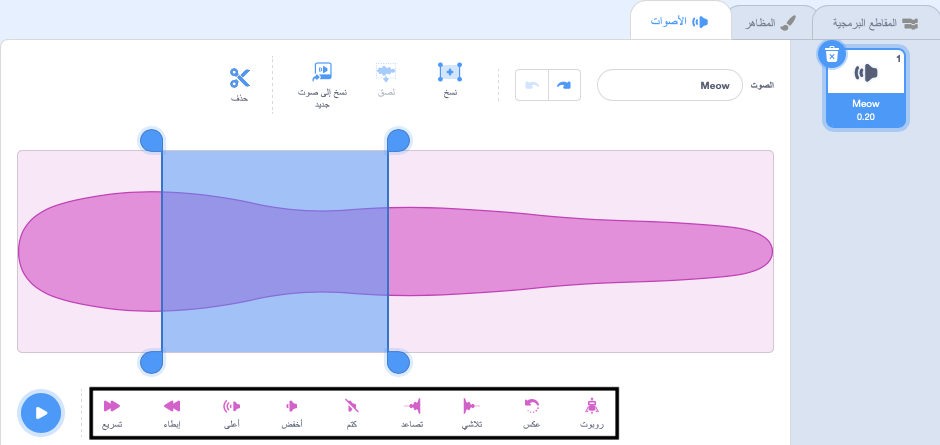 المقاطع البرمجية
المظاهر
الأصوات
1
Meow
0.20
الصوت
Meow
نسخ
لصق
نسخ إلى صوت
جديد
حذف
روبوت
عكس
تلاشي
تصاعد
كتم
أخفض
أعلى
إبطاء
تسريع